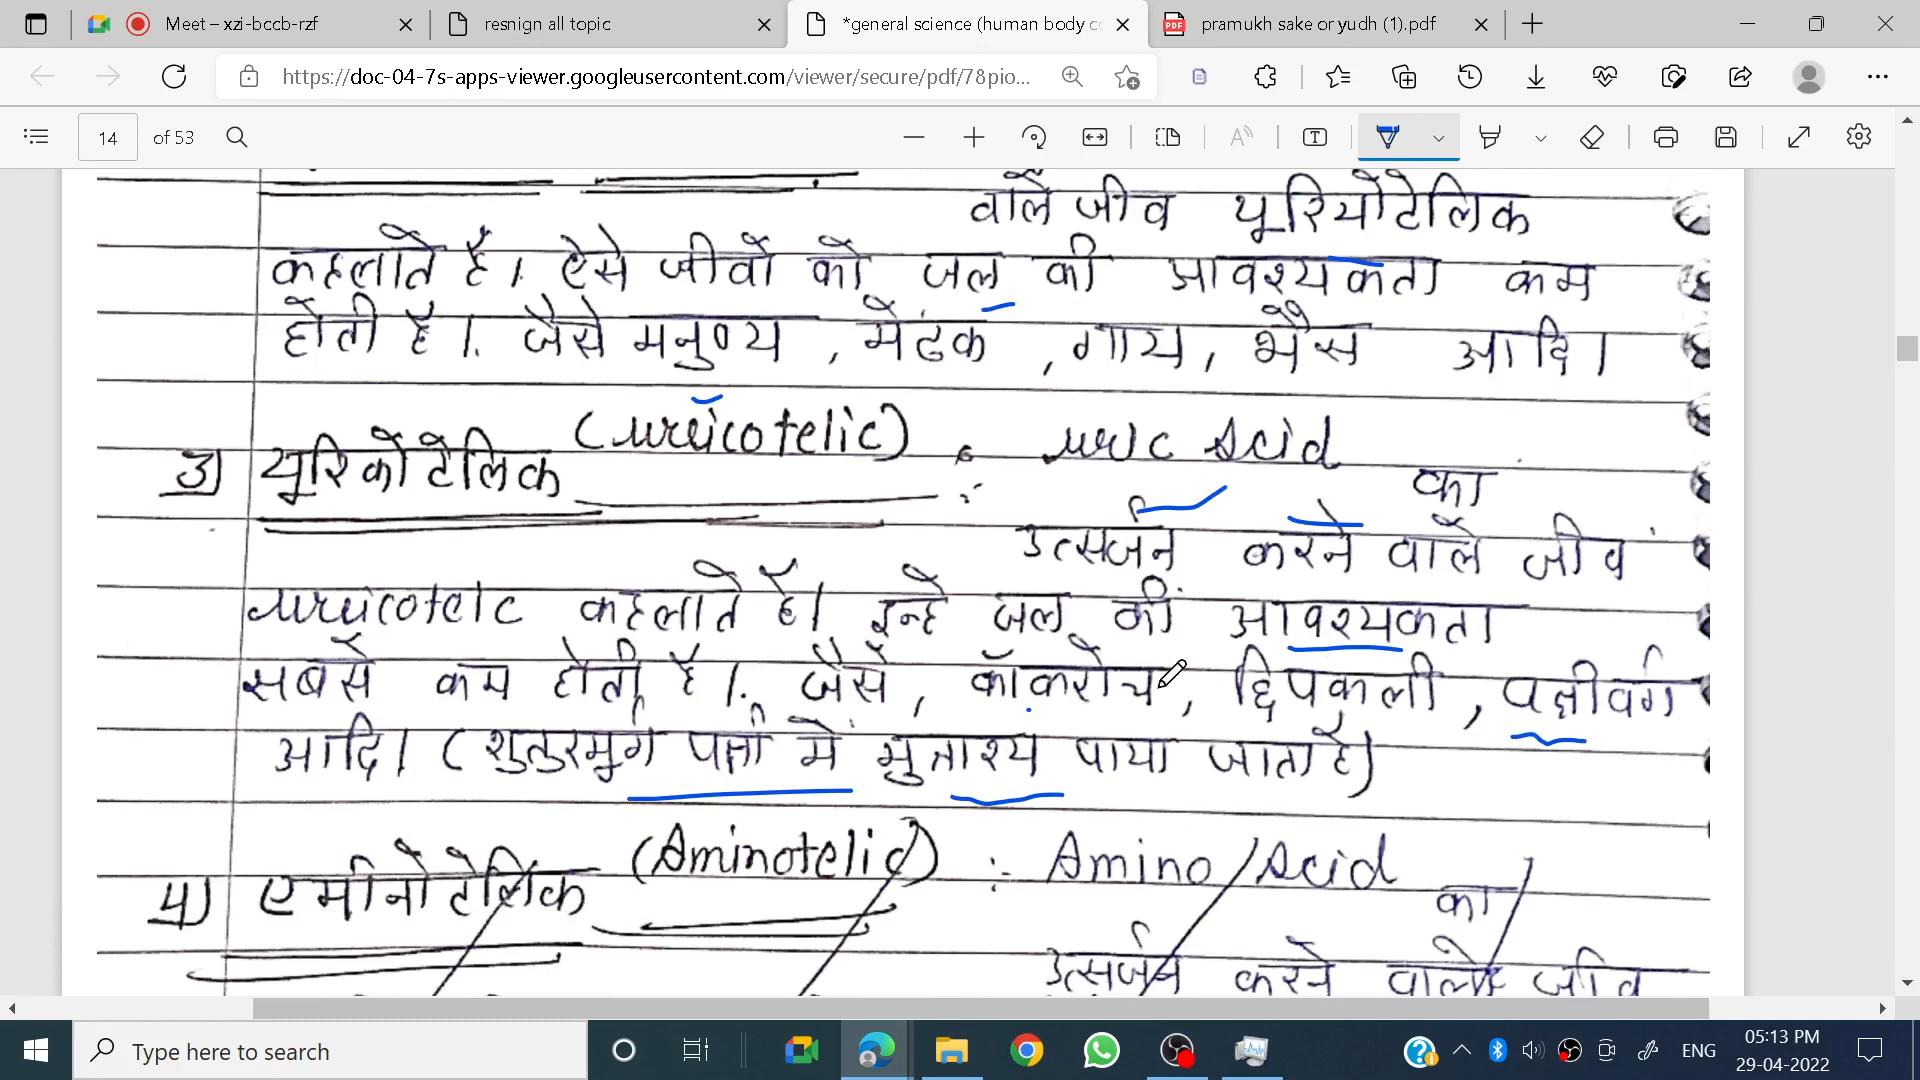 Meet – xzi-bccb-rzf
resnign all topic
*general science (human body co
pramukh sake or yudh (1).pdf
https://doc-04-7s-apps-viewer.googleusercontent.com/viewer/secure/pdf/78pio...
14 of 53
वाले जीव यूरियोटेलिक
कहलाते है। ऐसे जीवों को जल की आवश्यकता कम
होती है। जैसे मनुष्य, मेंढक, गाय, भैंस आदि।
3) यूरिकोटेलिक (uricotelic) : uric Acid का
उत्सर्जन करने वाले जीव
uricotelc कहलाते हैं। इन्हे जल की आवश्यकता
सबसे कम होती है। जैसे, कॉकरोच, छिपकली, पक्षीवर्ग
आदि। (शुतुरमुर्ग पक्षी में मुत्राश्य पाया जाता है)
4) एमीनोटेलिक (Aminotelic) :- Amino Acid का
उत्सर्जन करने वाले जीव
Type here to search
ENG
05:13 PM
29-04-2022